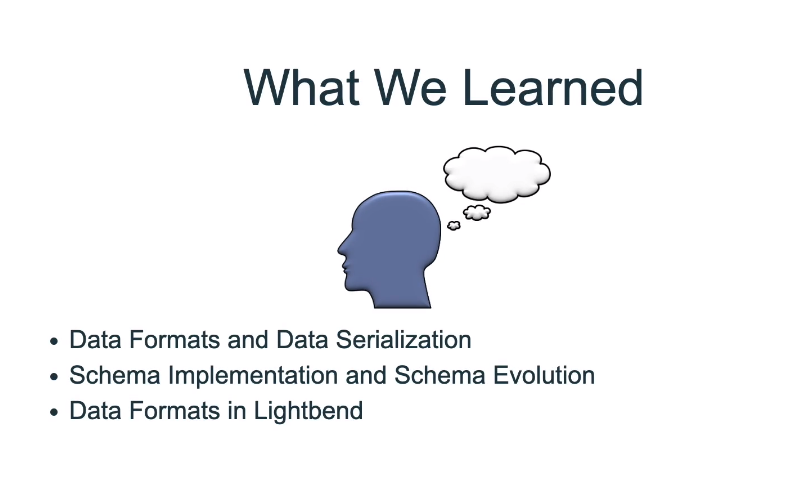 What We Learned
Data Formats and Data Serialization
Schema Implementation and Schema Evolution
Data Formats in Lightbend